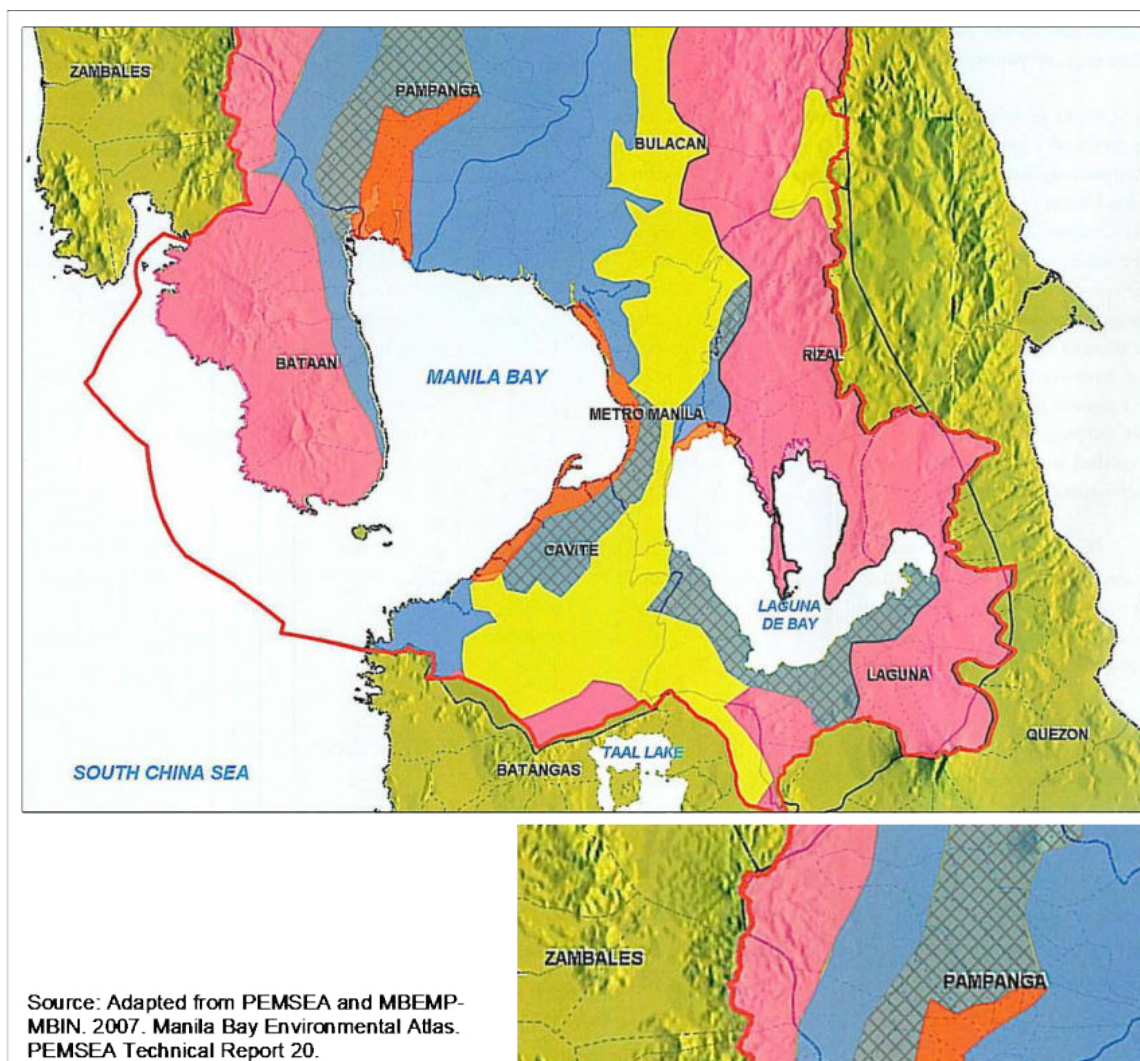 ZAMBALES
PAMPANGA
BULACAN
BATAAN
MANILA BAY
RIZAL
METRO MANILA
CAVITE
LAGUNA
DE BAY
LAGUNA
QUEZON
TAAL LAKE
BATANGAS
SOUTH CHINA SEA
ZAMBALES
PAMPANGA
Source: Adapted from PEMSEA and MBEMP-
MBIN. 2007. Manila Bay Environmental Atlas.
PEMSEA Technical Report 20.